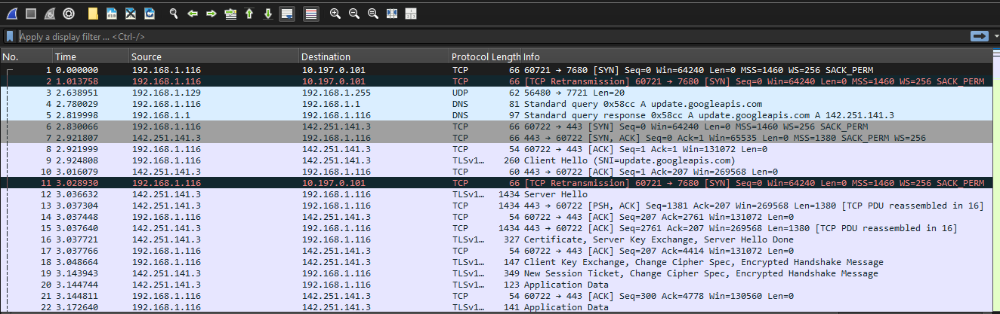 Apply a display filter ... <Ctrl-/>
No. Time Source Destination Protocol Length Info
1 0.000000 192.168.1.116 10.197.0.101 TCP 66 60721 → 7680 [SYN] Seq=0 Win=64240 Len=0 MSS=1460 WS=256 SACK_PERM
2 1.013758 192.168.1.116 10.197.0.101 TCP 66 [TCP Retransmission] 60721 → 7680 [SYN] Seq=0 Win=64240 Len=0 MSS=1460 WS=256 SACK_PERM
3 2.638951 192.168.1.129 192.168.1.255 UDP 62 56480 → 7721 Len=20
4 2.780029 192.168.1.116 192.168.1.1 DNS 81 Standard query 0x58cc A update.googleapis.com
5 2.819998 192.168.1.1 192.168.1.116 DNS 97 Standard query response 0x58cc A update.googleapis.com A 142.251.141.3
6 2.830066 192.168.1.116 142.251.141.3 TCP 66 60722 → 443 [SYN] Seq=0 Win=64240 Len=0 MSS=1460 WS=256 SACK_PERM
7 2.921807 142.251.141.3 192.168.1.116 TCP 66 443 → 60722 [SYN, ACK] Seq=0 Ack=1 Win=65535 Len=0 MSS=1380 SACK_PERM WS=256
8 2.921999 192.168.1.116 142.251.141.3 TCP 54 60722 → 443 [ACK] Seq=1 Ack=1 Win=131072 Len=0
9 2.924808 192.168.1.116 142.251.141.3 TLSv1… 260 Client Hello (SNI=update.googleapis.com)
10 3.016079 142.251.141.3 192.168.1.116 TCP 60 443 → 60722 [ACK] Seq=1 Ack=207 Win=269568 Len=0
11 3.028930 192.168.1.116 10.197.0.101 TCP 66 [TCP Retransmission] 60721 → 7680 [SYN] Seq=0 Win=64240 Len=0 MSS=1460 WS=256 SACK_PERM
12 3.036632 142.251.141.3 192.168.1.116 TLSv1… 1434 Server Hello
13 3.037304 142.251.141.3 192.168.1.116 TCP 1434 443 → 60722 [PSH, ACK] Seq=1381 Ack=207 Win=269568 Len=1380 [TCP PDU reassembled in 16]
14 3.037448 192.168.1.116 142.251.141.3 TCP 54 60722 → 443 [ACK] Seq=207 Ack=2761 Win=131072 Len=0
15 3.037640 142.251.141.3 192.168.1.116 TCP 1434 443 → 60722 [ACK] Seq=2761 Ack=207 Win=269568 Len=1380 [TCP PDU reassembled in 16]
16 3.037721 142.251.141.3 192.168.1.116 TLSv1… 327 Certificate, Server Key Exchange, Server Hello Done
17 3.037766 192.168.1.116 142.251.141.3 TCP 54 60722 → 443 [ACK] Seq=207 Ack=4414 Win=131072 Len=0
18 3.048664 192.168.1.116 142.251.141.3 TLSv1… 147 Client Key Exchange, Change Cipher Spec, Encrypted Handshake Message
19 3.143943 142.251.141.3 192.168.1.116 TLSv1… 349 New Session Ticket, Change Cipher Spec, Encrypted Handshake Message
20 3.144744 142.251.141.3 192.168.1.116 TLSv1… 123 Application Data
21 3.144811 192.168.1.116 142.251.141.3 TCP 54 60722 → 443 [ACK] Seq=300 Ack=4778 Win=130560 Len=0
22 3.172640 192.168.1.116 142.251.141.3 TLSv1… 141 Application Data